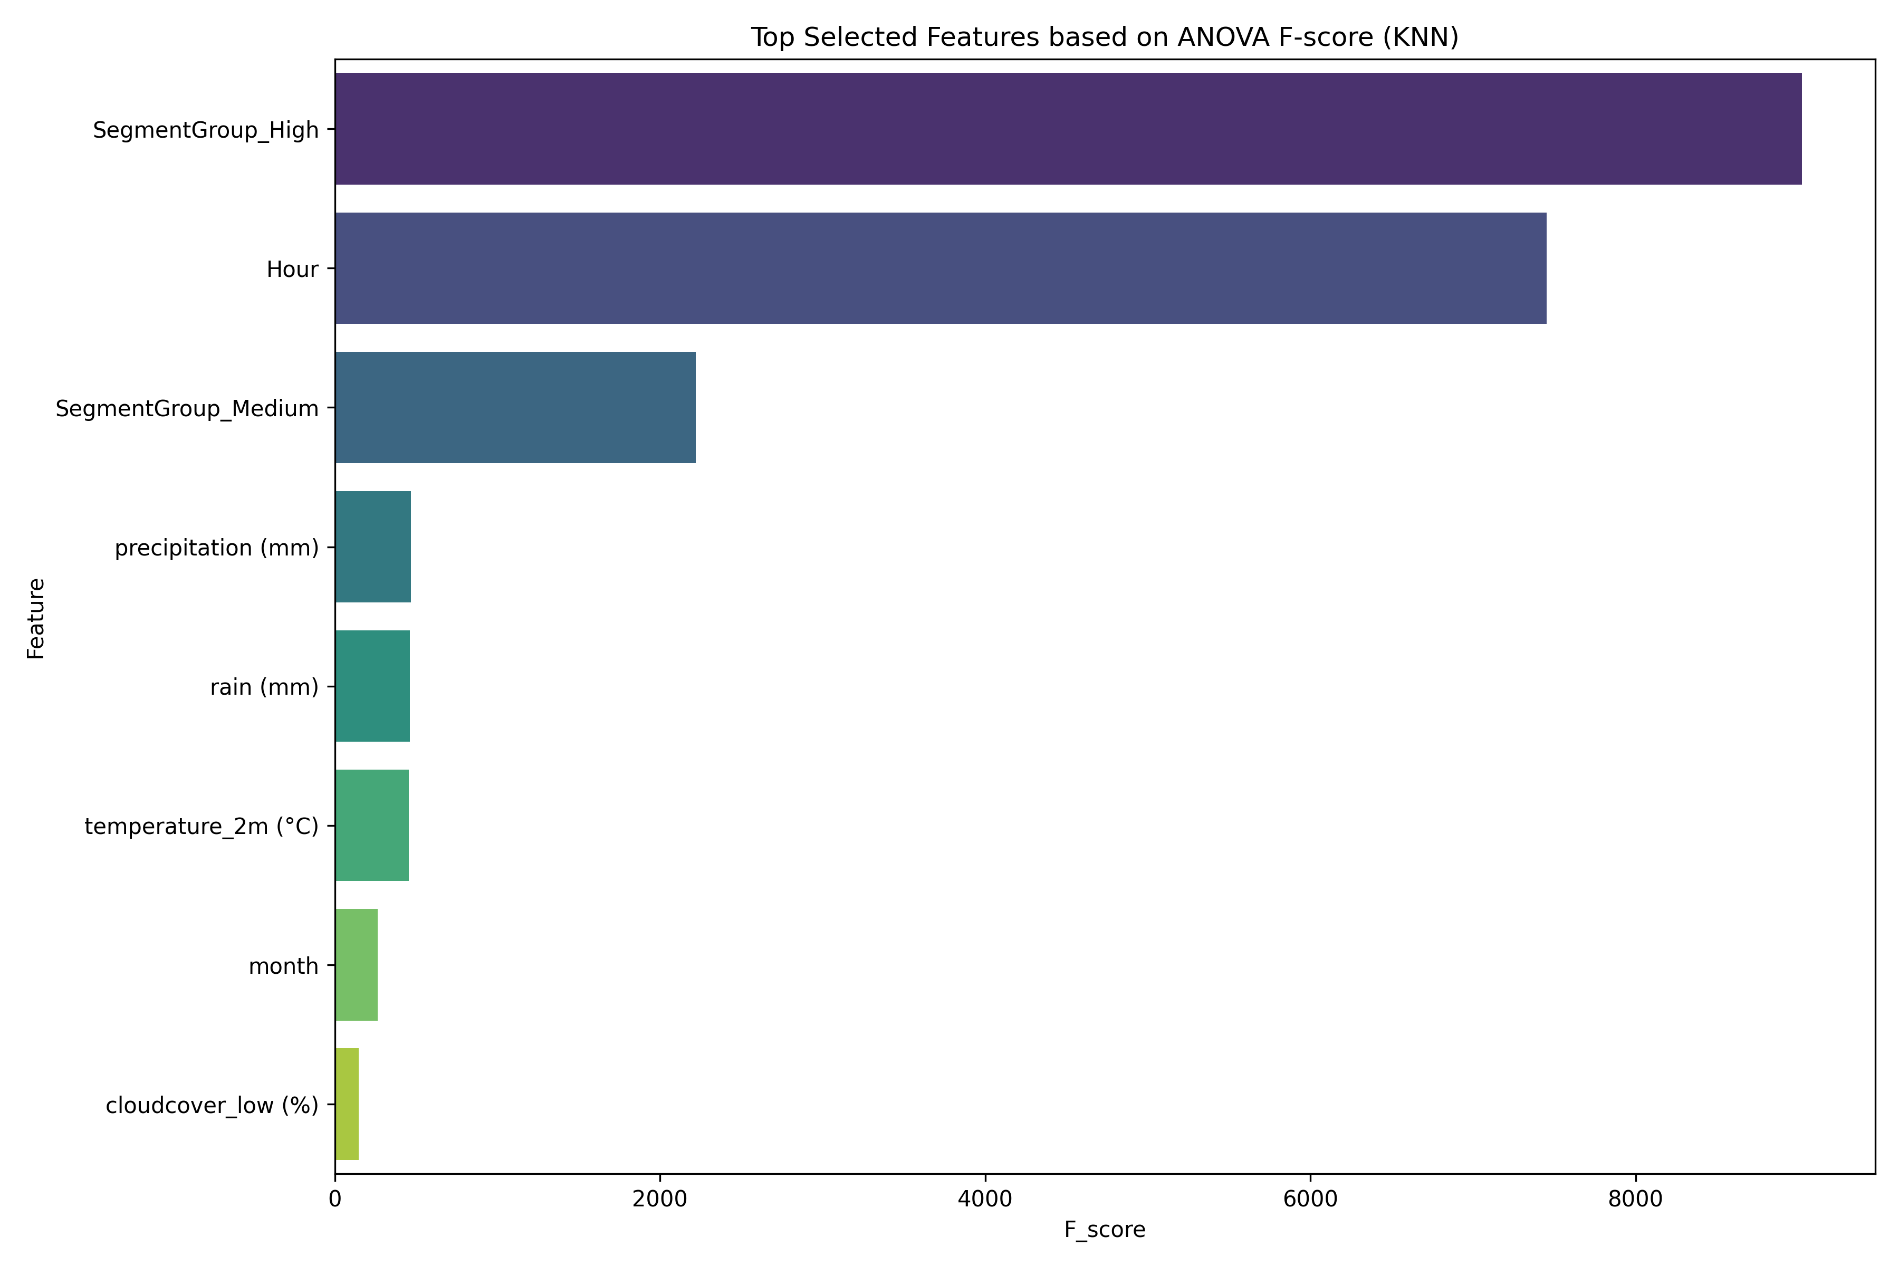 Top Selected Features based on ANOVA F-score (KNN)
SegmentGroup_High
Hour
SegmentGroup_Medium
precipitation (mm)
rain (mm)
temperature_2m (°C)
month
cloudcover_low (%)
Feature
0 2000 4000 6000 8000
F_score